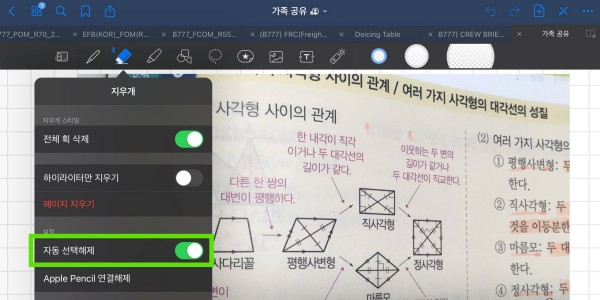 가족 공유
B777_POM_R70_2...
EFB(KOR)_FOM(R...
B777_FCOM_R55...
(B777) FRC(Freigh...
Deicing Table
(B777) CREW BRIE...
가족 공유
지우개
지우개 스타일
전체 획 삭제
하이라이터만 지우기
페이지 지우기
설정
자동 선택해제
Apple Pencil 연결해제
사각형 사이의 관계 / 여러 가지 사각형의 대각선의 성질
사각형 사이의 관계
한 내각이 직각
이거나 두 대각선의
길이가 같다.
이웃하는 두 변의
길이가 같거나
두 대각선이 직교한다.
다른 한 쌍의
대변이 평행하다.
사다리꼴
평행사변형
직사각형
정사각형
마름모
(2) 여러 가지 사각형의
① 평행사변형: 두
한다.
② 직사각형: 두
것을 이등분한
③ 마름모: 두 대
한다.
④ 정사각형: 두